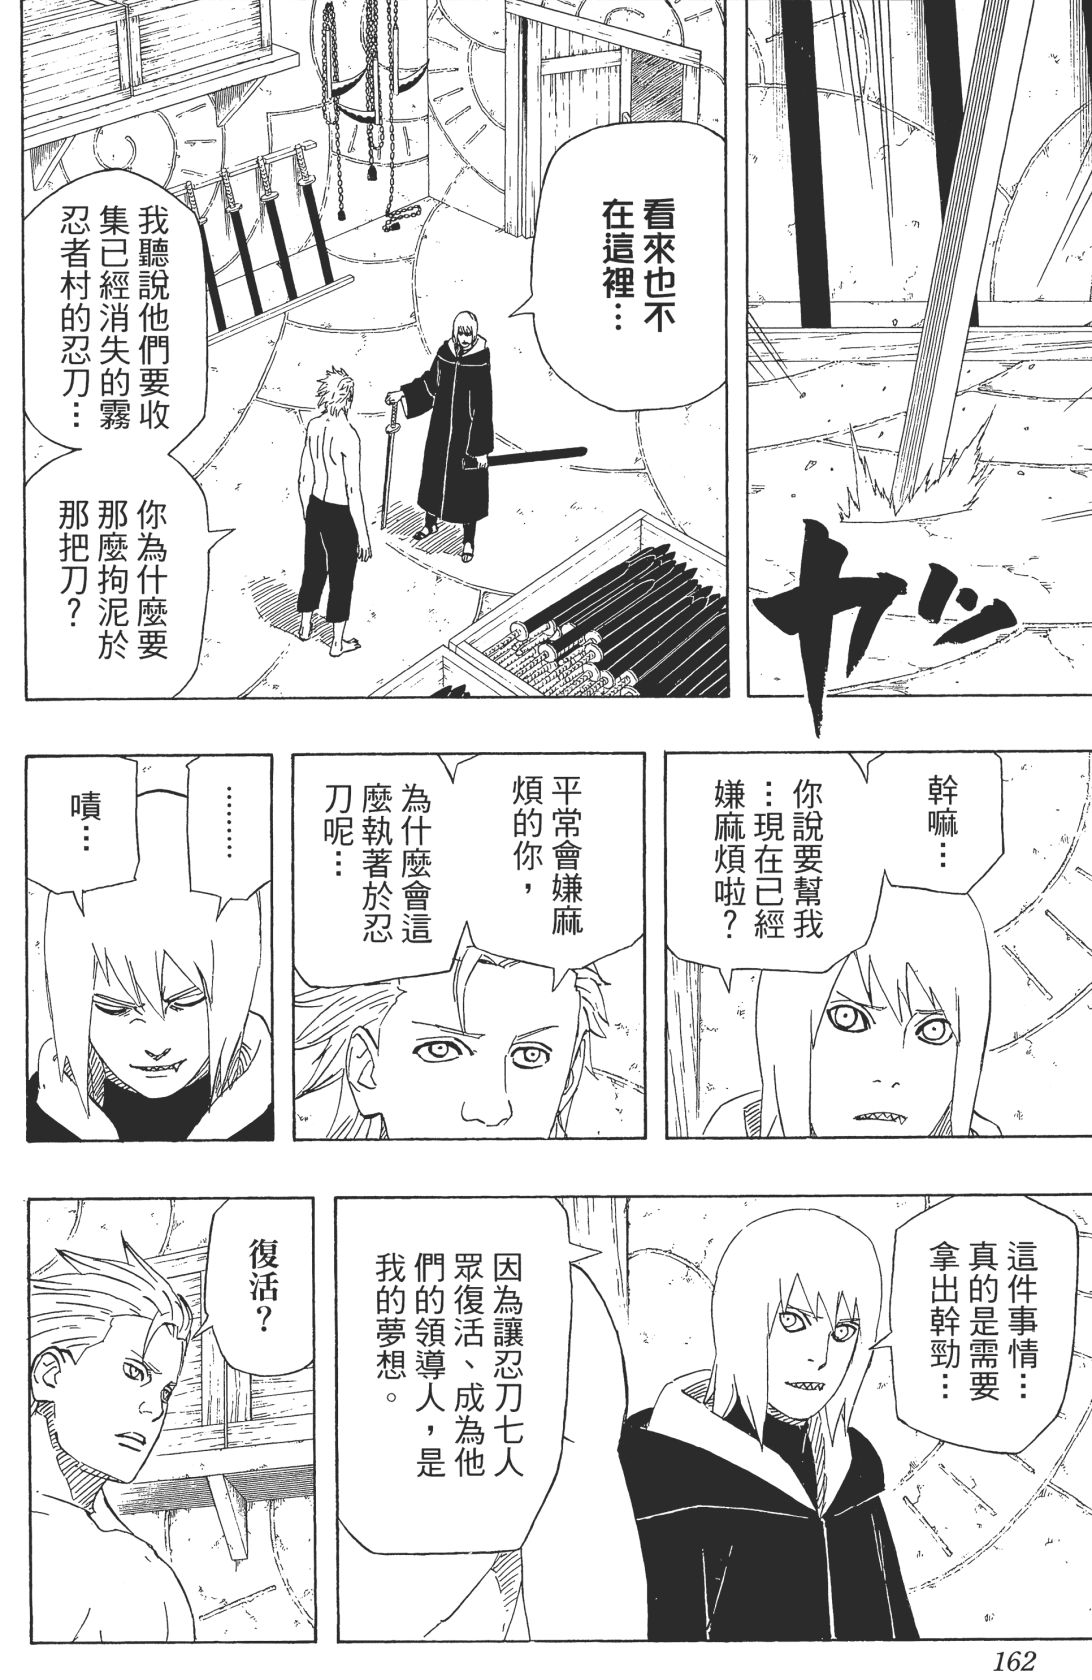 ガッ
看來也不
在這裡⋯
我聽說他們要收
集已經消失的霧
忍者村的忍刀⋯
你為什麼要
那麼拘泥於
那把刀？
幹嘛⋯
你說要幫我
⋯現在已經
嫌麻煩啦？
平常會嫌麻
煩的你，
為什麼會這
麼執著於忍
刀呢⋯
⋯⋯⋯
嘖⋯
這件事情⋯
真的是需要
拿出幹勁⋯
因為讓忍刀七人
眾復活、成為他
們的領導人，是
我的夢想。
復活？
162